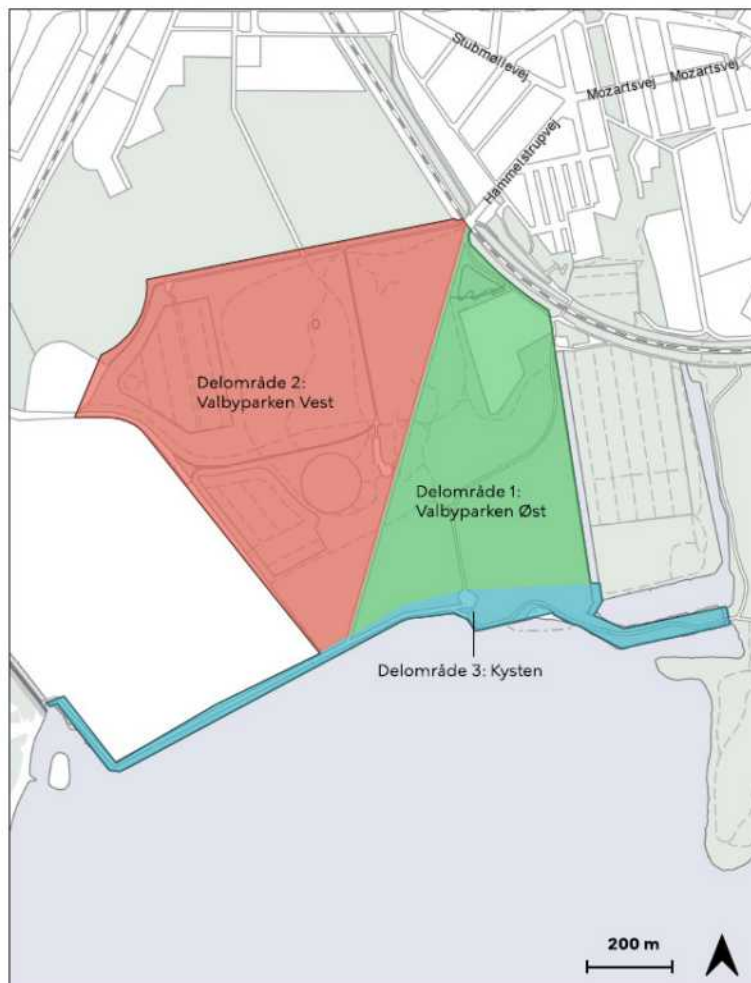 Stubmøllevej
Mozartsvej
Mozartsvej
Hammelstrupvej
Delområde 2:
Valbyparken Vest
Delområde 1:
Valbyparken Øst
Delområde 3: Kysten
200 m